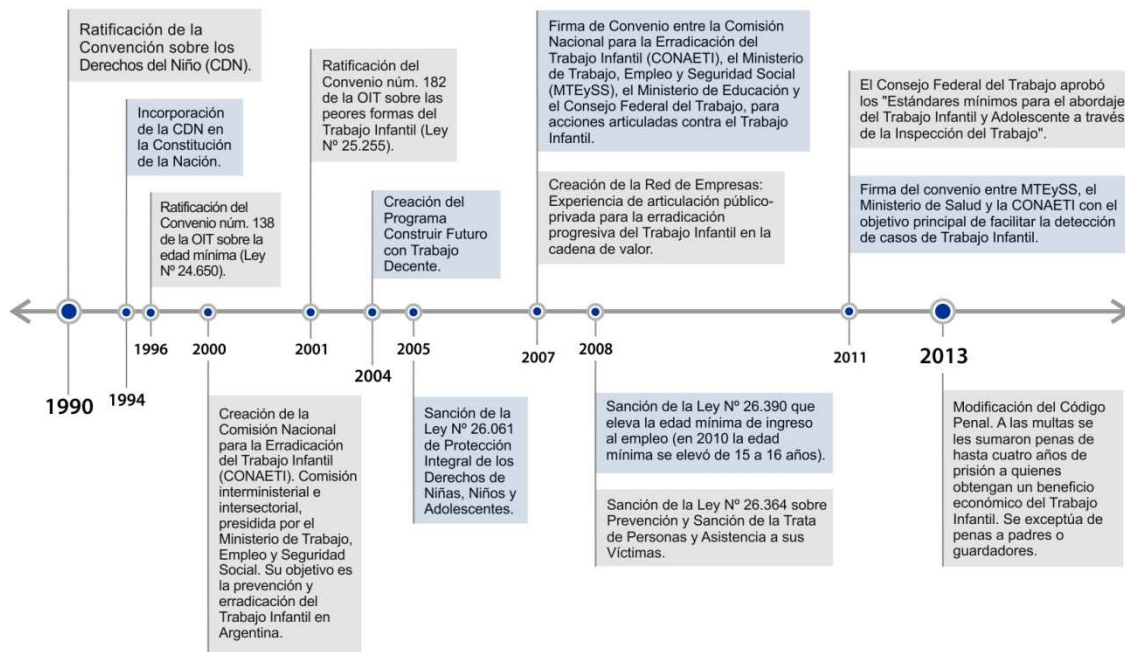 Ratificación de la
Convención sobre los
Derechos del Niño (CDN).
Incorporación
de la CDN en
la Constitución
de la Nación.
Ratificación del
Convenio núm. 138
de la OIT sobre la
edad mínima (Ley
Nº 24.650).
Ratificación del
Convenio núm. 182
de la OIT sobre las
peores formas del
Trabajo Infantil (Ley
Nº 25.255).
Creación del
Programa
Construir Futuro
con Trabajo
Decente.
Firma de Convenio entre la Comisión
Nacional para la Erradicación del
Trabajo Infantil (CONAETI), el Ministerio
de Trabajo, Empleo y Seguridad Social
(MTEySS), el Ministerio de Educación y
el Consejo Federal del Trabajo, para
acciones articuladas contra el Trabajo
Infantil.
Creación de la Red de Empresas:
Experiencia de articulación público-
privada para la erradicación
progresiva del Trabajo Infantil en la
cadena de valor.
El Consejo Federal del Trabajo aprobó
los "Estándares mínimos para el abordaje
del Trabajo Infantil y Adolescente a través
de la Inspección del Trabajo".
Firma del convenio entre MTEySS, el
Ministerio de Salud y la CONAETI con el
objetivo principal de facilitar la detección
de casos de Trabajo Infantil.
1990
1994
1996
2000
2001
2004
2005
2007
2008
2011
2013
Creación de la
Comisión Nacional
para la Erradicación
del Trabajo Infantil
(CONAETI). Comisión
interministerial e
intersectorial,
presidida por el
Ministerio de Trabajo,
Empleo y Seguridad
Social. Su objetivo es
la prevención y
erradicación del
Trabajo Infantil en
Argentina.
Sanción de la
Ley Nº 26.061
de Protección
Integral de los
Derechos de
Niñas, Niños y
Adolescentes.
Sanción de la Ley Nº 26.390 que
eleva la edad mínima de ingreso
al empleo (en 2010 la edad
mínima se elevó de 15 a 16 años).
Sanción de la Ley Nº 26.364 sobre
Prevención y Sanción de la Trata
de Personas y Asistencia a sus
Víctimas.
Modificación del Código
Penal. A las multas se
les sumaron penas de
hasta cuatro años de
prisión a quienes
obtengan un beneficio
económico del Trabajo
Infantil. Se exceptúa de
penas a padres o
guardadores.